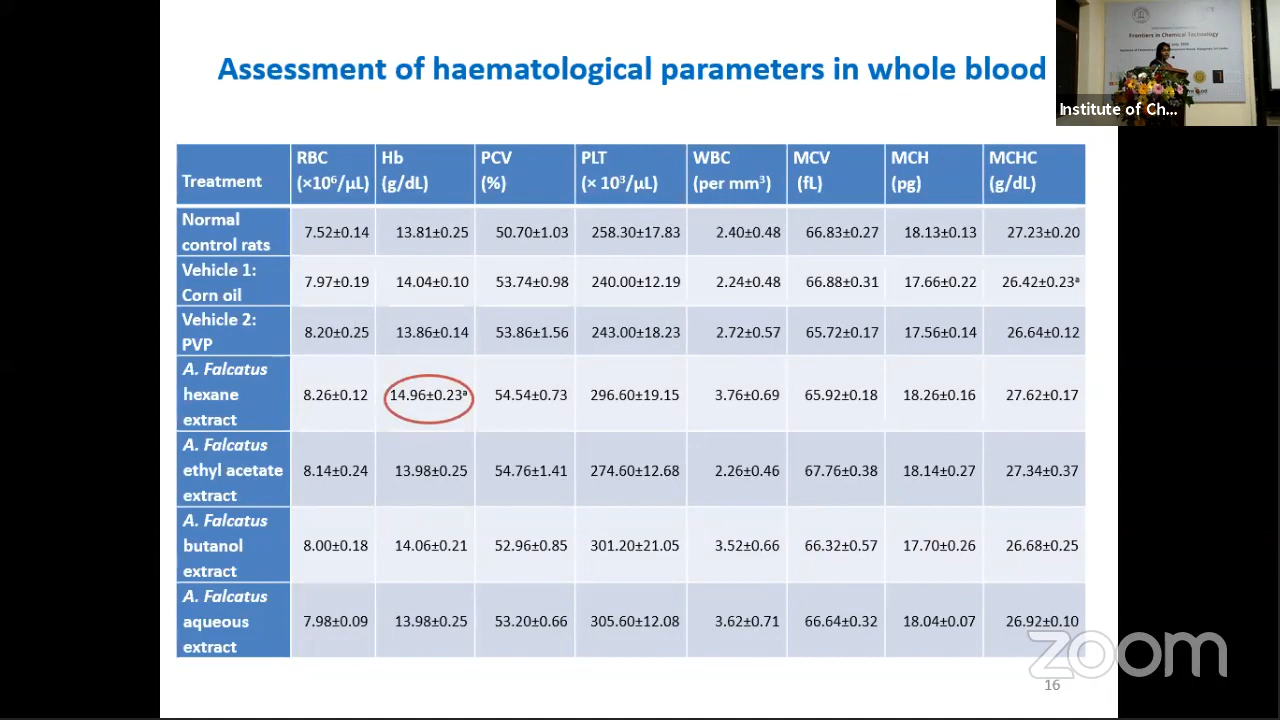 Assessment of haematological parameters in whole blood
Frontiers in Chemical Technology
Institute of Ch...
Treatment
RBC
(×10⁶/µL)
Hb
(g/dL)
PCV
(%)
PLT
(× 10³/µL)
WBC
(per mm³)
MCV
(fL)
MCH
(pg)
MCHC
(g/dL)
Normal
control rats
7.52±0.14 13.81±0.25 50.70±1.03 258.30±17.83 2.40±0.48 66.83±0.27 18.13±0.13 27.23±0.20
Vehicle 1:
Corn oil
7.97±0.19 14.04±0.10 53.74±0.98 240.00±12.19 2.24±0.48 66.88±0.31 17.66±0.22 26.42±0.23ᵃ
Vehicle 2:
PVP
8.20±0.25 13.86±0.14 53.86±1.56 243.00±18.23 2.72±0.57 65.72±0.17 17.56±0.14 26.64±0.12
A. Falcatus
hexane
extract
8.26±0.12 14.96±0.23ᵃ 54.54±0.73 296.60±19.15 3.76±0.69 65.92±0.18 18.26±0.16 27.62±0.17
A. Falcatus
ethyl acetate
extract
8.14±0.24 13.98±0.25 54.76±1.41 274.60±12.68 2.26±0.46 67.76±0.38 18.14±0.27 27.34±0.37
A. Falcatus
butanol
extract
8.00±0.18 14.06±0.21 52.96±0.85 301.20±21.05 3.52±0.66 66.32±0.57 17.70±0.26 26.68±0.25
A. Falcatus
aqueous
extract
7.98±0.09 13.98±0.25 53.20±0.66 305.60±12.08 3.62±0.71 66.64±0.32 18.04±0.07 26.92±0.10
zoom
16